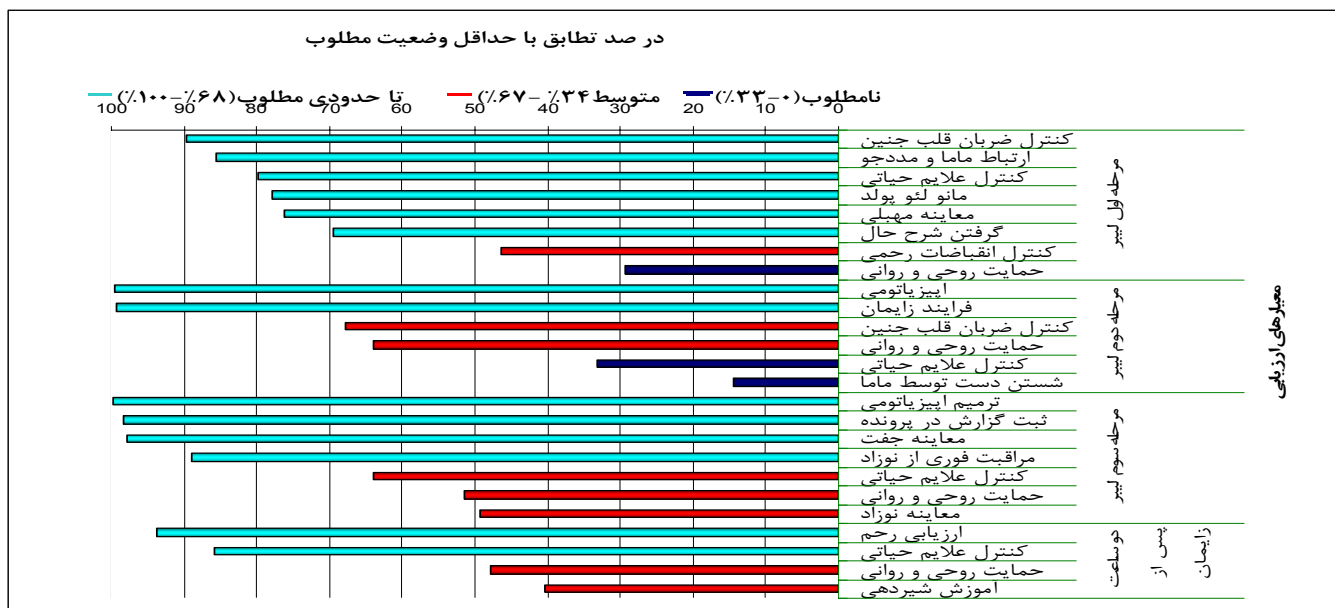 در صد تطابق با حداقل وضعیت مطلوب
نامطلوب(۰-۳۳٪) متوسط۳۴٪-۶۷٪) تا حدودی مطلوب(۶۸٪-۱۰۰٪)
100 90 80 70 60 50 40 30 20 10 0
معیارهای ارزیابی
مرحله اول لیبر
کنترل ضربان قلب جنین
ارتباط ماما و مددجو
کنترل علایم حیاتی
مانو لئو پولد
معاینه مهبلی
گرفتن شرح حال
کنترل انقباضات رحمی
حمایت روحی و روانی
مرحله دوم لیبر
اپیزیاتومی
فرایند زایمان
کنترل ضربان قلب جنین
حمایت روحی و روانی
کنترل علایم حیاتی
شستن دست توسط ماما
مرحله سوم لیبر
ترمیم اپیزیاتومی
ثبت گزارش در پرونده
معاینه جفت
مراقبت فوری از نوزاد
کنترل علایم حیاتی
حمایت روحی و روانی
معاینه نوزاد
دو ساعت
پس از
زایمان
ارزیابی رحم
کنترل علایم حیاتی
حمایت روحی و روانی
آموزش شیردهی